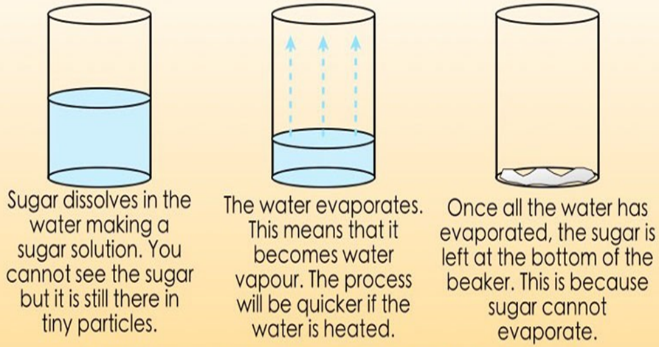 Sugar dissolves in the
water making a
sugar solution. You
cannot see the sugar
but it is still there in
tiny particles.
The water evaporates.
This means that it
becomes water
vapour. The process
will be quicker if the
water is heated.
Once all the water has
evaporated, the sugar is
left at the bottom of the
beaker. This is because
sugar cannot
evaporate.